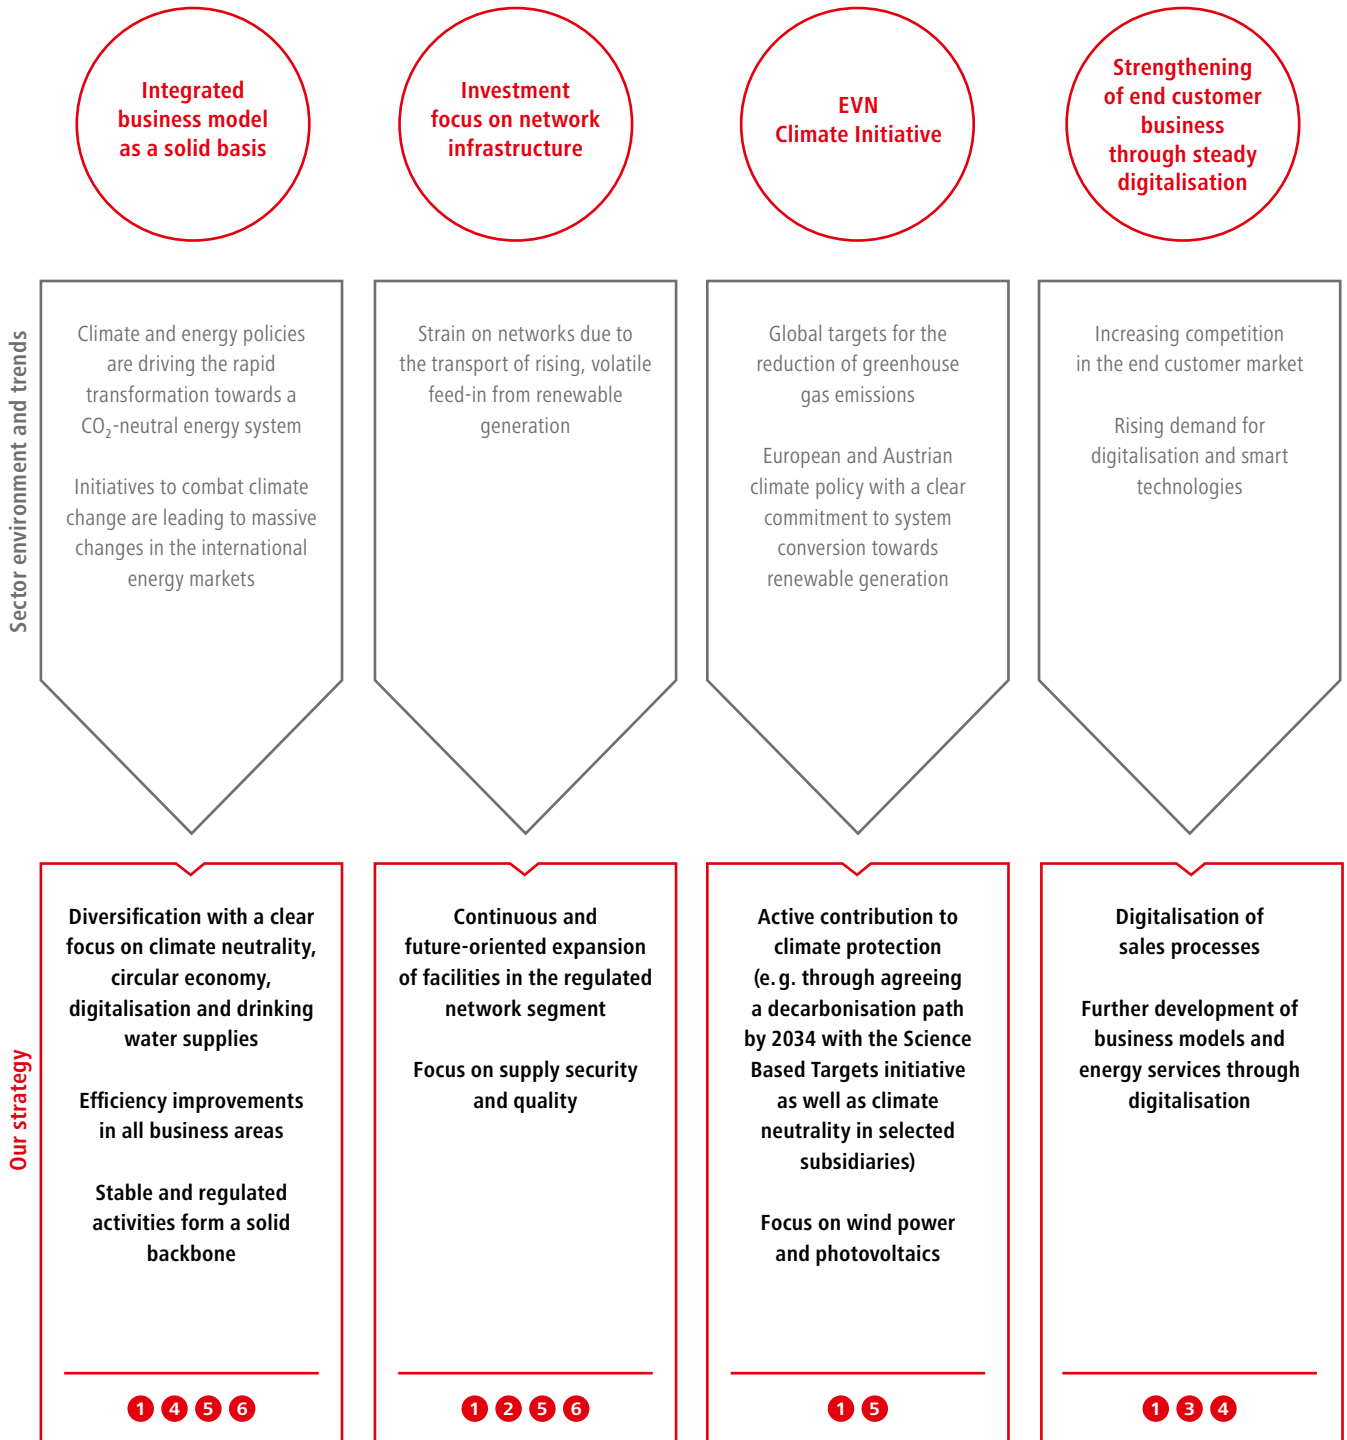 Integrated
business model
as a solid basis
Investment
focus on network
infrastructure
EVN
Climate Initiative
Strengthening
of end customer
business
through steady
digitalisation
Sector environment and trends
Climate and energy policies
are driving the rapid
transformation towards a
CO₂-neutral energy system
Initiatives to combat climate
change are leading to massive
changes in the international
energy markets
Strain on networks due to
the transport of rising, volatile
feed-in from renewable
generation
Global targets for the
reduction of greenhouse
gas emissions
European and Austrian
climate policy with a clear
commitment to system
conversion towards
renewable generation
Increasing competition
in the end customer market
Rising demand for
digitalisation and smart
technologies
Our strategy
Diversification with a clear
focus on climate neutrality,
circular economy,
digitalisation and drinking
water supplies
Efficiency improvements
in all business areas
Stable and regulated
activities form a solid
backbone
1 4 5 6
Continuous and
future-oriented expansion
of facilities in the regulated
network segment
Focus on supply security
and quality
1 2 5 6
Active contribution to
climate protection
(e. g. through agreeing
a decarbonisation path
by 2034 with the Science
Based Targets initiative
as well as climate
neutrality in selected
subsidiaries)
Focus on wind power
and photovoltaics
1 5
Digitalisation of
sales processes
Further development of
business models and
energy services through
digitalisation
1 3 4